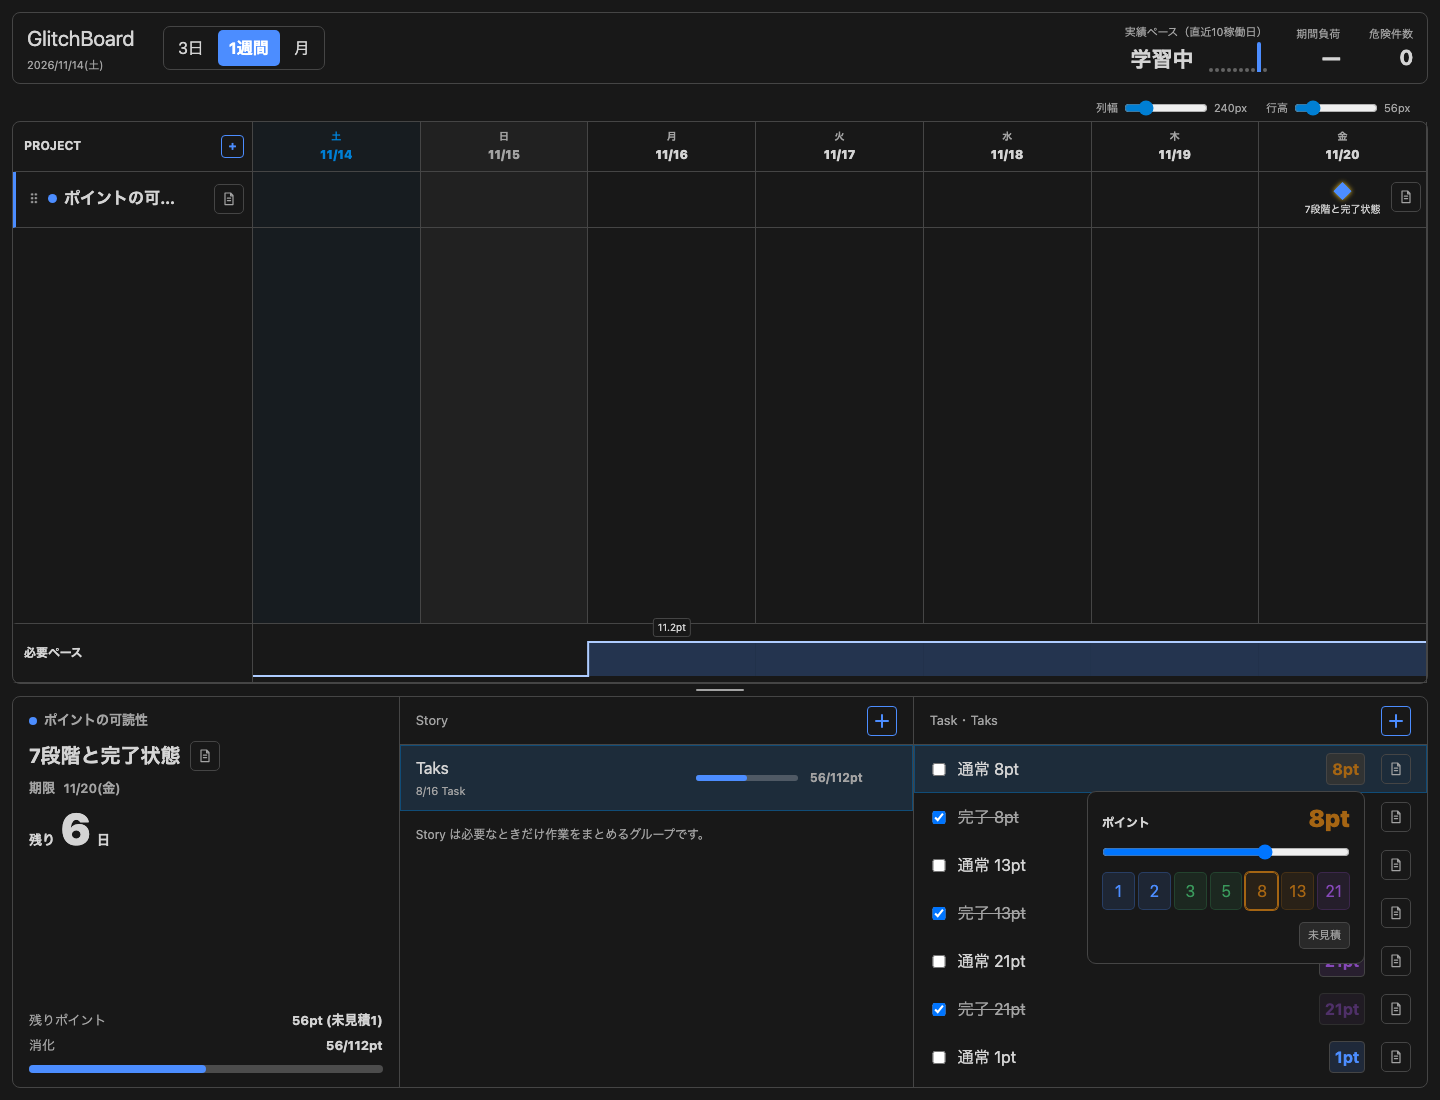 GlitchBoard
2026/11/14(土)
3日 1週間 月
実績ペース（直近10稼働日）
学習中
期間負荷
—
危険件数
0
列幅 240px 行高 56px
PROJECT +
土 日 月 火 水 木 金
11/14 11/15 11/16 11/17 11/18 11/19 11/20
ポイントの可...
7段階と完了状態
11.2pt
必要ペース
ポイントの可読性
7段階と完了状態
期限 11/20(金)
残り 6 日
残りポイント 56pt (未見積1)
消化 56/112pt
Story +
Taks
8/16 Task
56/112pt
Story は必要なときだけ作業をまとめるグループです。
Task・Taks +
通常 8pt 8pt
完了 8pt
通常 13pt
完了 13pt
通常 21pt 21pt
完了 21pt 21pt
通常 1pt 1pt
ポイント 8pt
1 2 3 5 8 13 21
未見積